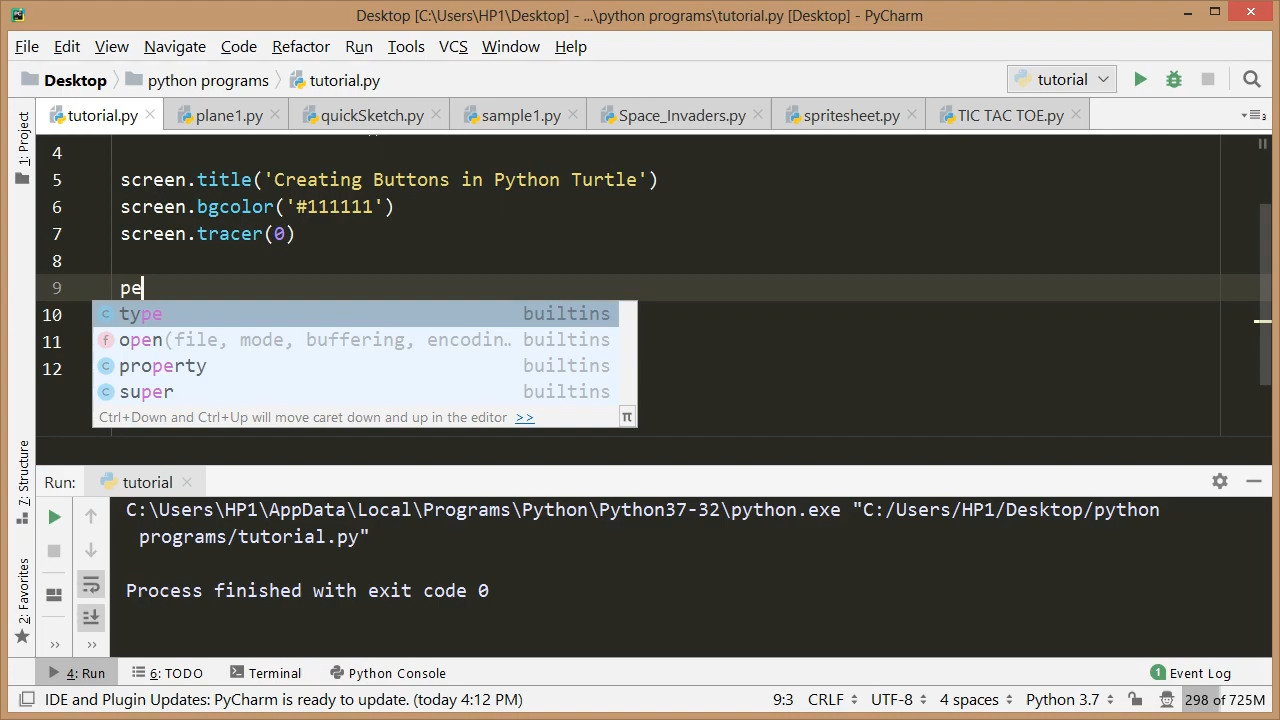 Desktop [C:\Users\HP1\Desktop] - ...\python programs\tutorial.py [Desktop] - PyCharm
File Edit View Navigate Code Refactor Run Tools VCS Window Help
Desktop python programs tutorial.py tutorial
tutorial.py plane1.py quickSketch.py sample1.py Space_Invaders.py spritesheet.py TIC TAC TOE.py
1: Project
4
5 screen.title('Creating Buttons in Python Turtle')
6 screen.bgcolor('#111111')
7 screen.tracer(0)
8
9 pe
10
11
12
c type builtins
f open(file, mode, buffering, encodin… builtins
c property builtins
c super builtins
Ctrl+Down and Ctrl+Up will move caret down and up in the editor >> π
7: Structure
2: Favorites
Run: tutorial
C:\Users\HP1\AppData\Local\Programs\Python\Python37-32\python.exe "C:/Users/HP1/Desktop/python
programs/tutorial.py"
Process finished with exit code 0
4: Run 6: TODO Terminal Python Console 1 Event Log
IDE and Plugin Updates: PyCharm is ready to update. (today 4:12 PM) 9:3 CRLF UTF-8 4 spaces Python 3.7 298 of 725M